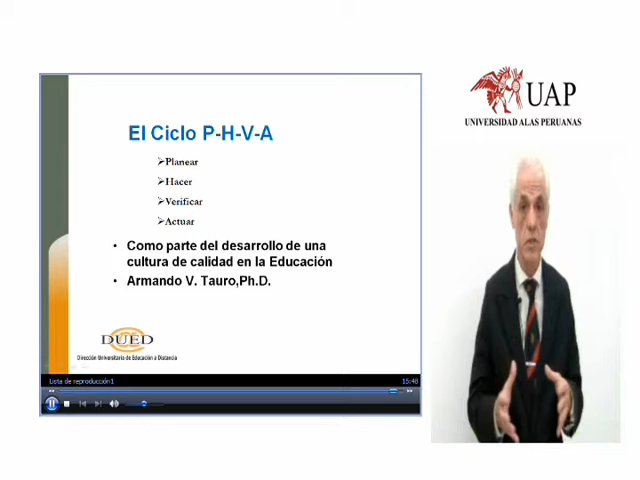 El Ciclo P-H-V-A
➢Planear
➢Hacer
➢Verificar
➢Actuar
• Como parte del desarrollo de una
cultura de calidad en la Educación
• Armando V. Tauro,Ph.D.
DUED
Dirección Universitaria de Educación a Distancia
Lista de reproducción1
15:48
UAP
UNIVERSIDAD ALAS PERUANAS